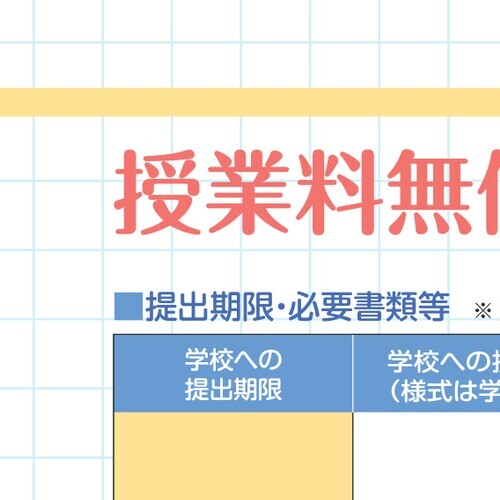 授業料無
■提出期限・必要書類等 ※
学校への
提出期限
学校への
（様式は学